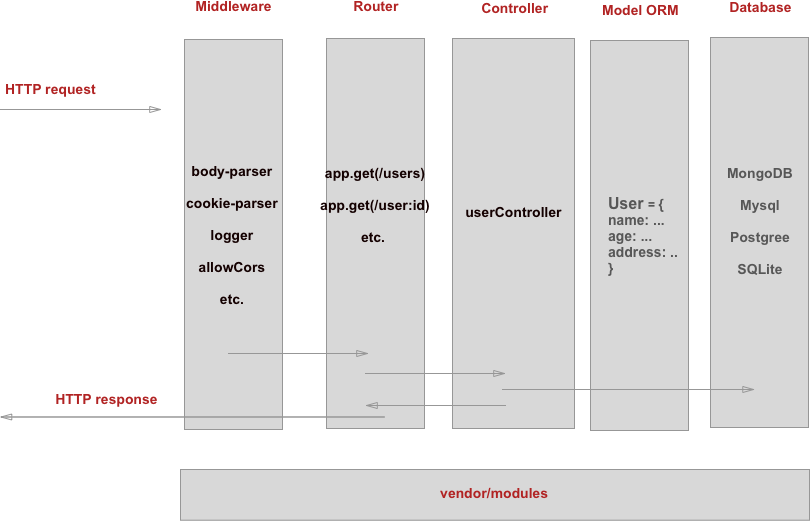 Middleware
Router
Controller
Model ORM
Database
HTTP request
body-parser
cookie-parser
logger
allowCors
etc.
app.get(/users)
app.get(/user:id)
etc.
userController
User = {
name: ...
age: ...
address: ..
}
MongoDB
Mysql
Postgree
SQLite
HTTP response
vendor/modules